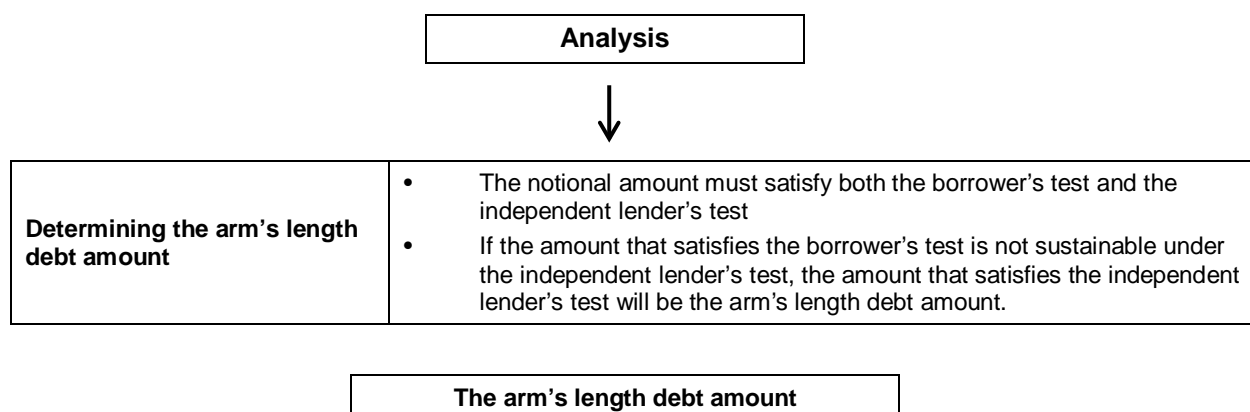 Analysis
Determining the arm’s length
debt amount
• The notional amount must satisfy both the borrower’s test and the
independent lender’s test
• If the amount that satisfies the borrower’s test is not sustainable under
the independent lender’s test, the amount that satisfies the independent
lender’s test will be the arm’s length debt amount.
The arm’s length debt amount